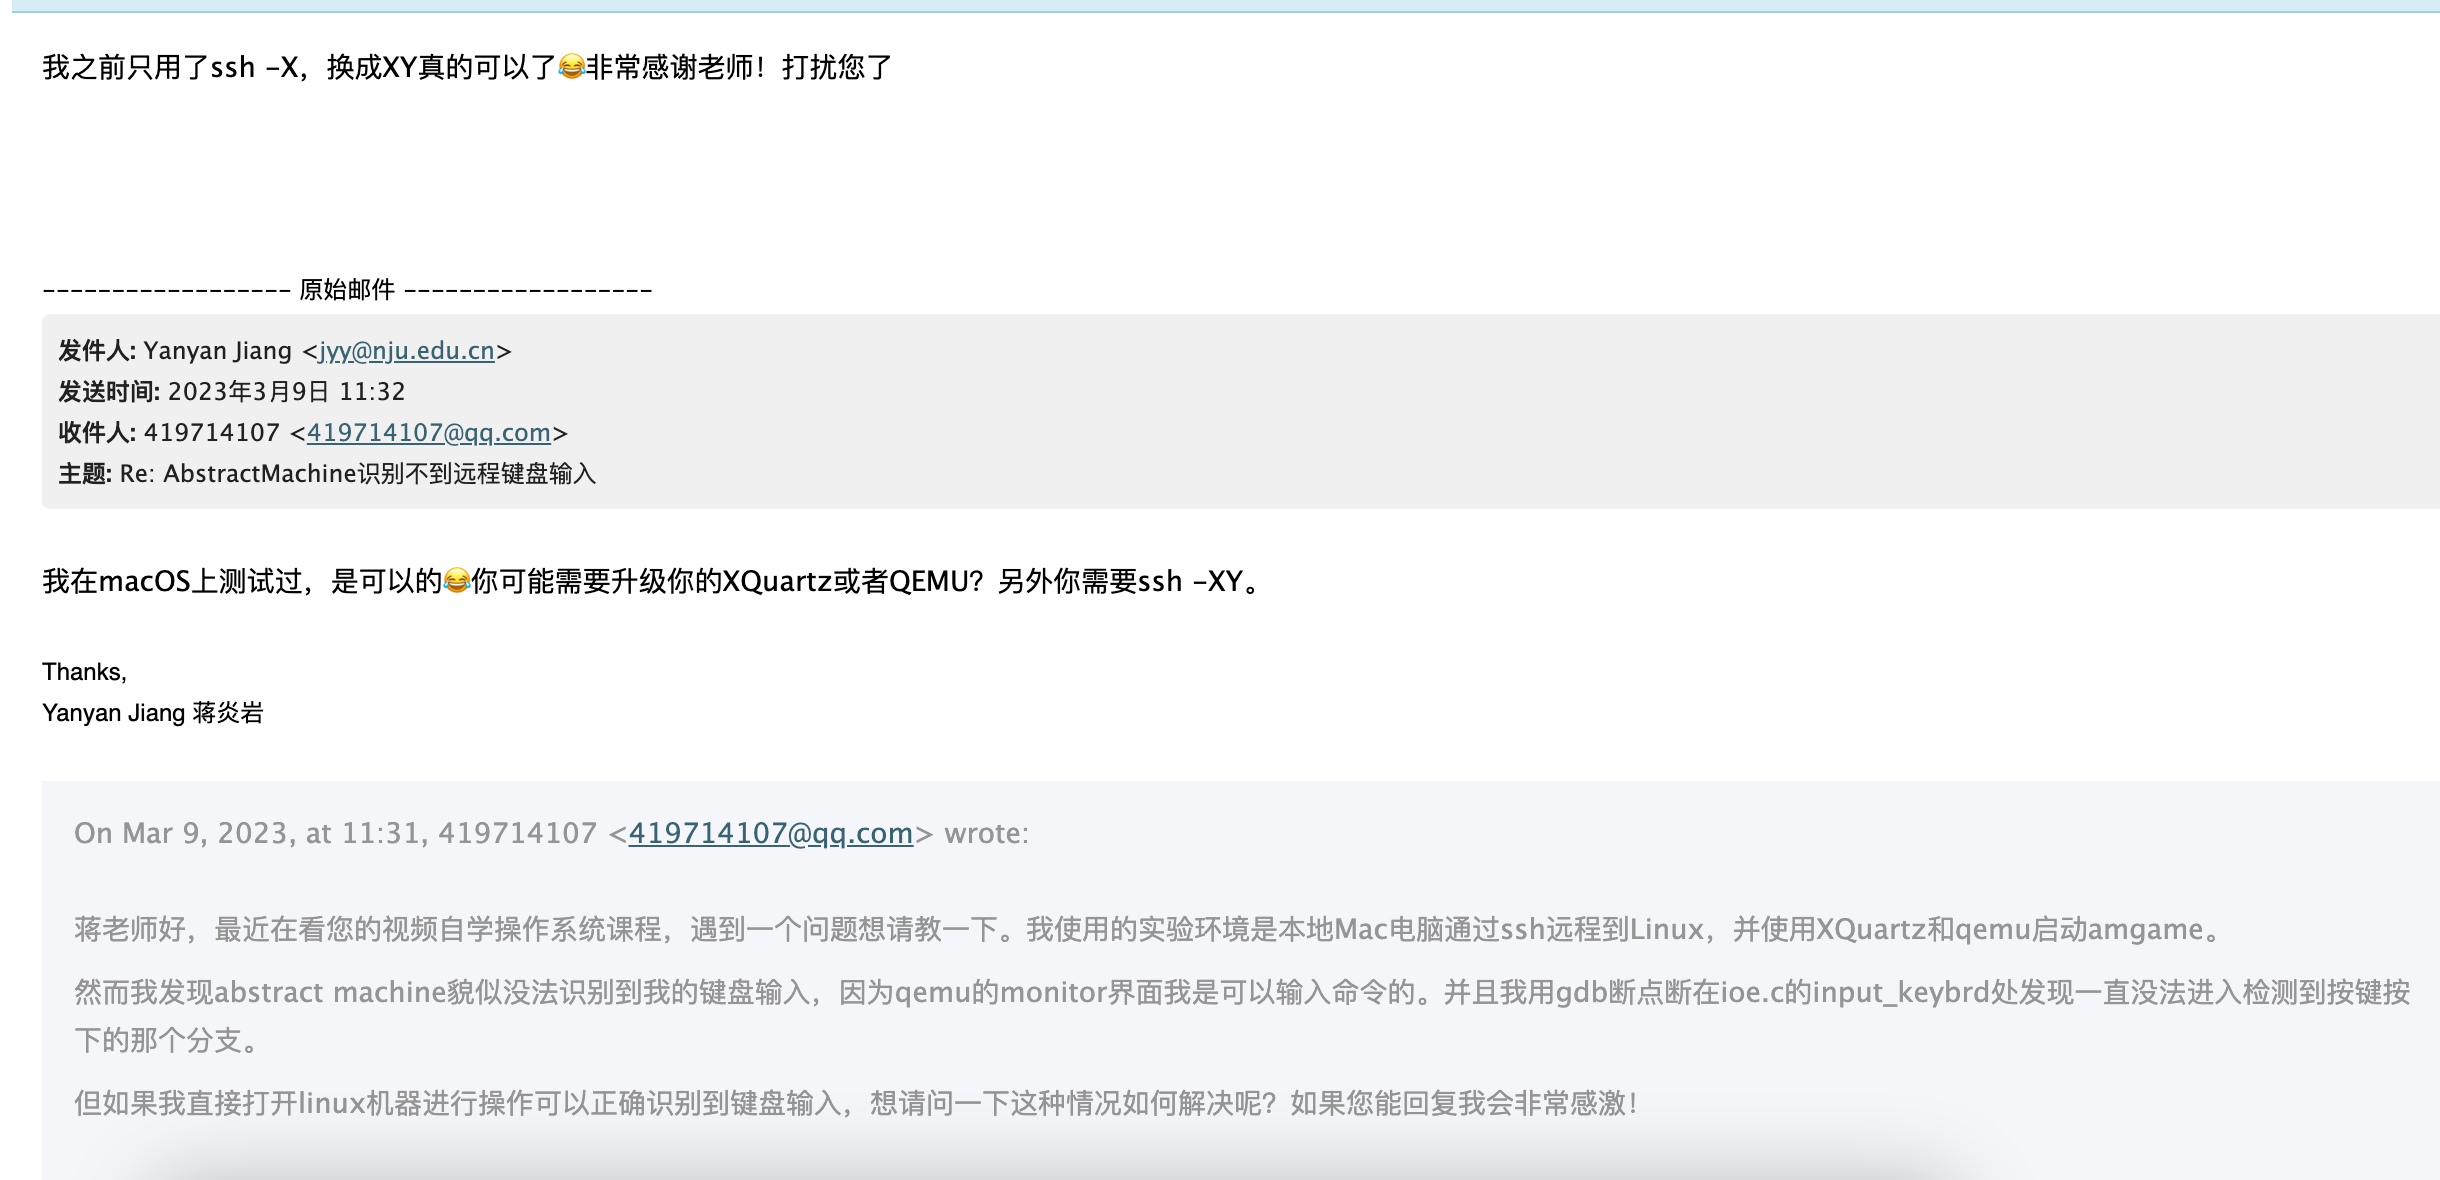 我之前只用了ssh -X，换成XY真的可以了😂非常感谢老师！打扰您了
------------------ 原始邮件 ------------------
发件人: Yanyan Jiang <jyy@nju.edu.cn>
发送时间: 2023年3月9日 11:32
收件人: 419714107 <419714107@qq.com>
主题: Re: AbstractMachine识别不到远程键盘输入
我在macOS上测试过，是可以的😂你可能需要升级你的XQuartz或者QEMU？另外你需要ssh -XY。
Thanks,
Yanyan Jiang 蒋炎岩
On Mar 9, 2023, at 11:31, 419714107 <419714107@qq.com> wrote:
蒋老师好，最近在看您的视频自学操作系统课程，遇到一个问题想请教一下。我使用的实验环境是本地Mac电脑通过ssh远程到Linux，并使用XQuartz和qemu启动amgame。
然而我发现abstract machine貌似没法识别到我的键盘输入，因为qemu的monitor界面我是可以输入命令的。并且我用gdb断点断在ioe.c的input_keybrd处发现一直没法进入检测到按键按
下的那个分支。
但如果我直接打开linux机器进行操作可以正确识别到键盘输入，想请问一下这种情况如何解决呢？如果您能回复我会非常感激！